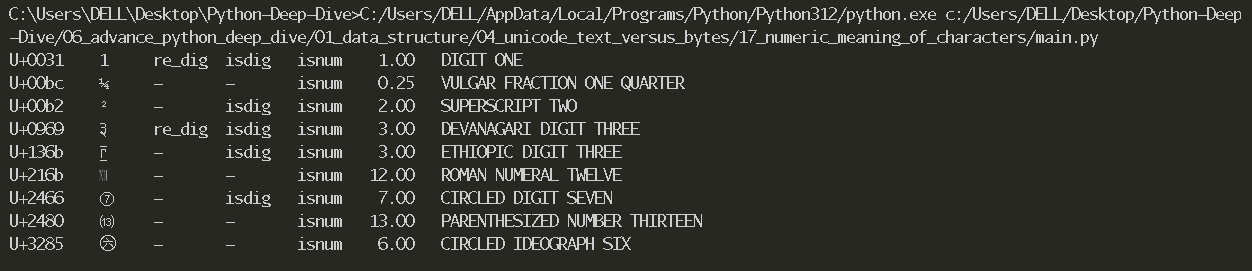 C:\Users\DELL\Desktop\Python-Deep-Dive>C:/Users/DELL/AppData/Local/Programs/Python/Python312/python.exe c:/Users/DELL/Desktop/Python-Deep
-Dive/06_advance_python_deep_dive/01_data_structure/04_unicode_text_versus_bytes/17_numeric_meaning_of_characters/main.py
U+0031 1 re_dig isdig isnum 1.00 DIGIT ONE
U+00bc ¼ - - isnum 0.25 VULGAR FRACTION ONE QUARTER
U+00b2 ² - isdig isnum 2.00 SUPERSCRIPT TWO
U+0969 ३ re_dig isdig isnum 3.00 DEVANAGARI DIGIT THREE
U+136b ፫ - isdig isnum 3.00 ETHIOPIC DIGIT THREE
U+216b Ⅻ - - isnum 12.00 ROMAN NUMERAL TWELVE
U+2466 ⑦ - isdig isnum 7.00 CIRCLED DIGIT SEVEN
U+2480 ⒀ - - isnum 13.00 PARENTHESIZED NUMBER THIRTEEN
U+3285 ㊅ - - isnum 6.00 CIRCLED IDEOGRAPH SIX